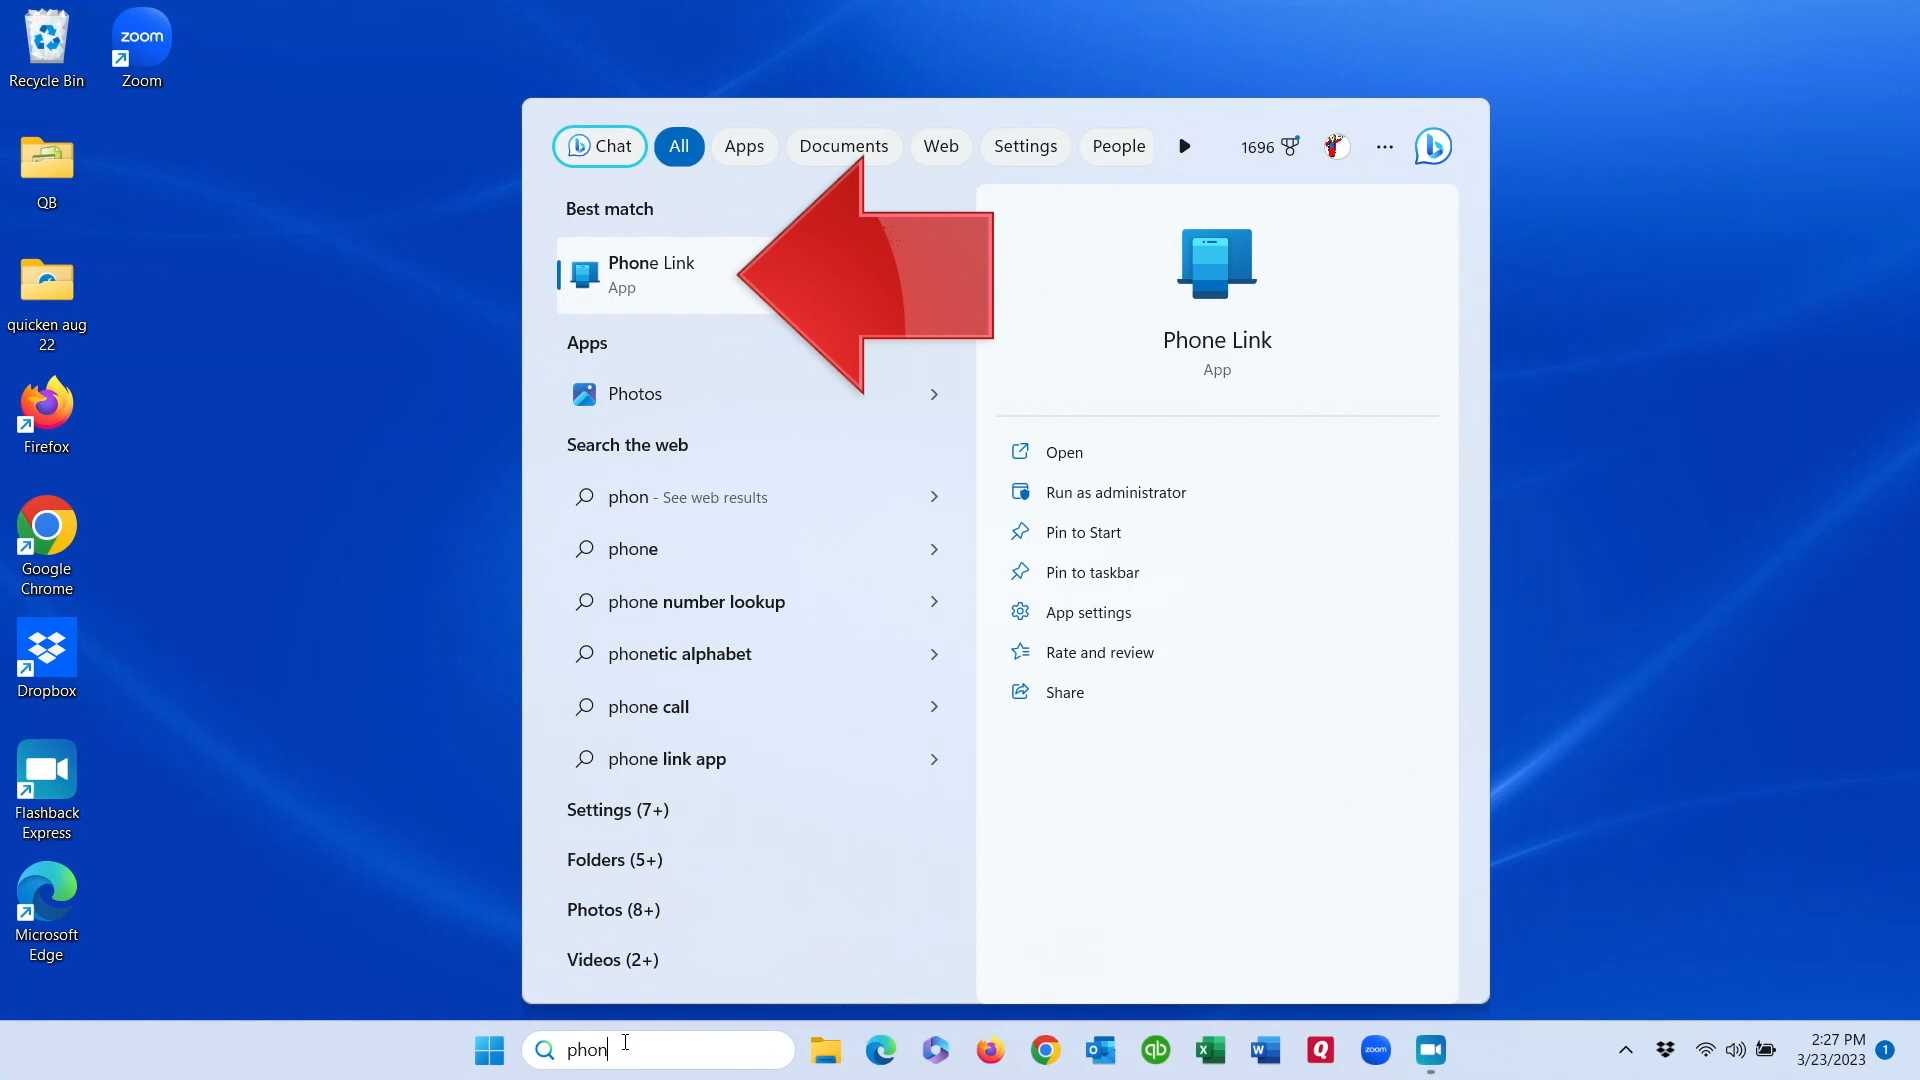 Recycle Bin
zoom
Zoom
QB
quicken aug
22
Firefox
Google
Chrome
Dropbox
Flashback
Express
Microsoft
Edge
Chat
All
Apps
Documents
Web
Settings
People
1696
Best match
Phone Link
App
Apps
Photos
Search the web
phon - See web results
phone
phone number lookup
phonetic alphabet
phone call
phone link app
Settings (7+)
Folders (5+)
Photos (8+)
Videos (2+)
Phone Link
App
Open
Run as administrator
Pin to Start
Pin to taskbar
App settings
Rate and review
Share
phon
qb
W
Q
zoom
2:27 PM
3/23/2023
1